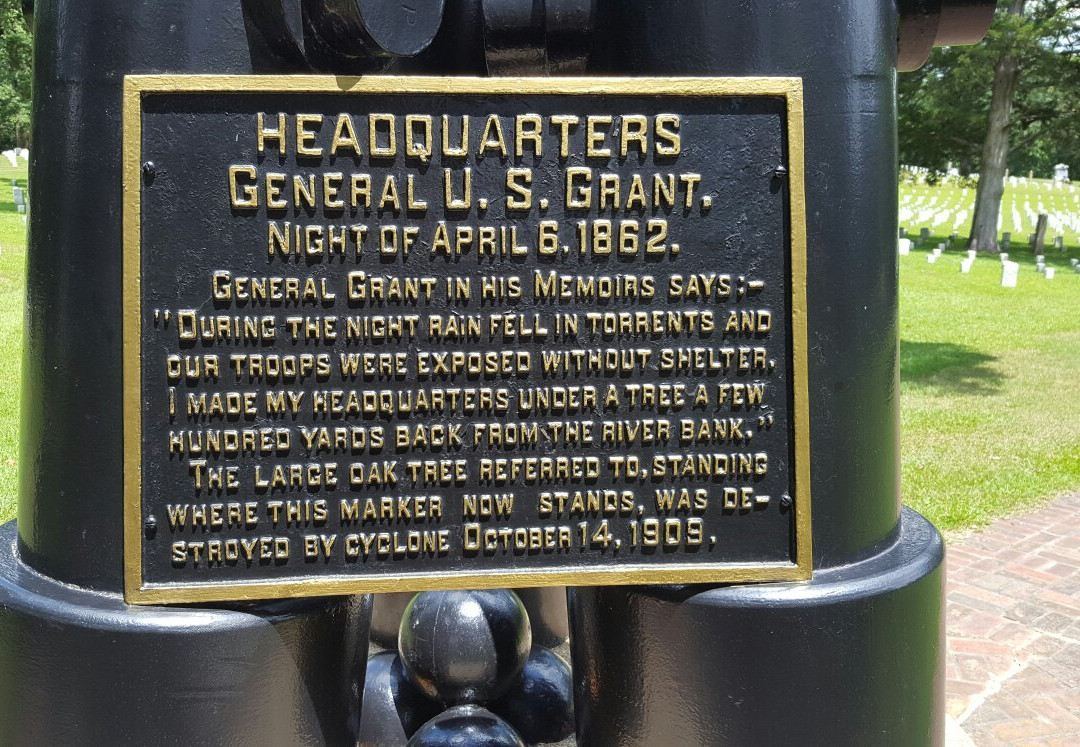 HEADQUARTERS
GENERAL U. S. GRANT.
NIGHT OF APRIL 6, 1862.
GENERAL GRANT IN HIS MEMOIRS SAYS:-
"DURING THE NIGHT RAIN FELL IN TORRENTS AND
OUR TROOPS WERE EXPOSED WITHOUT SHELTER.
I MADE MY HEADQUARTERS UNDER A TREE A FEW
HUNDRED YARDS BACK FROM THE RIVER BANK."
THE LARGE OAK TREE REFERRED TO, STANDING
WHERE THIS MARKER NOW STANDS, WAS DE-
STROYED BY CYCLONE OCTOBER 14, 1909.